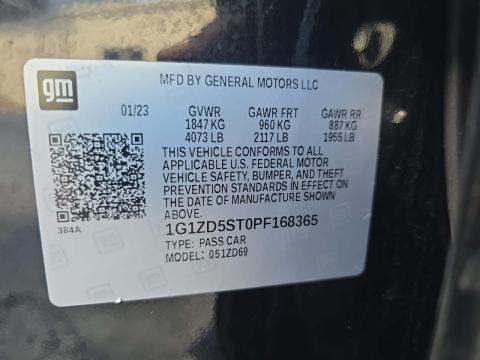 gm
MFD BY GENERAL MOTORS LLC
01/23 GVWR GAWR FRT GAWR RR
1847 KG 960 KG 887 KG
4073 LB 2117 LB 1955 LB
THIS VEHICLE CONFORMS TO ALL
APPLICABLE U.S. FEDERAL MOTOR
VEHICLE SAFETY, BUMPER, AND THEFT
PREVENTION STANDARDS IN EFFECT ON
THE DATE OF MANUFACTURE SHOWN
ABOVE.
384A
1G1ZD5ST0PF168365
TYPE: PASS CAR
MODEL: 051ZD69